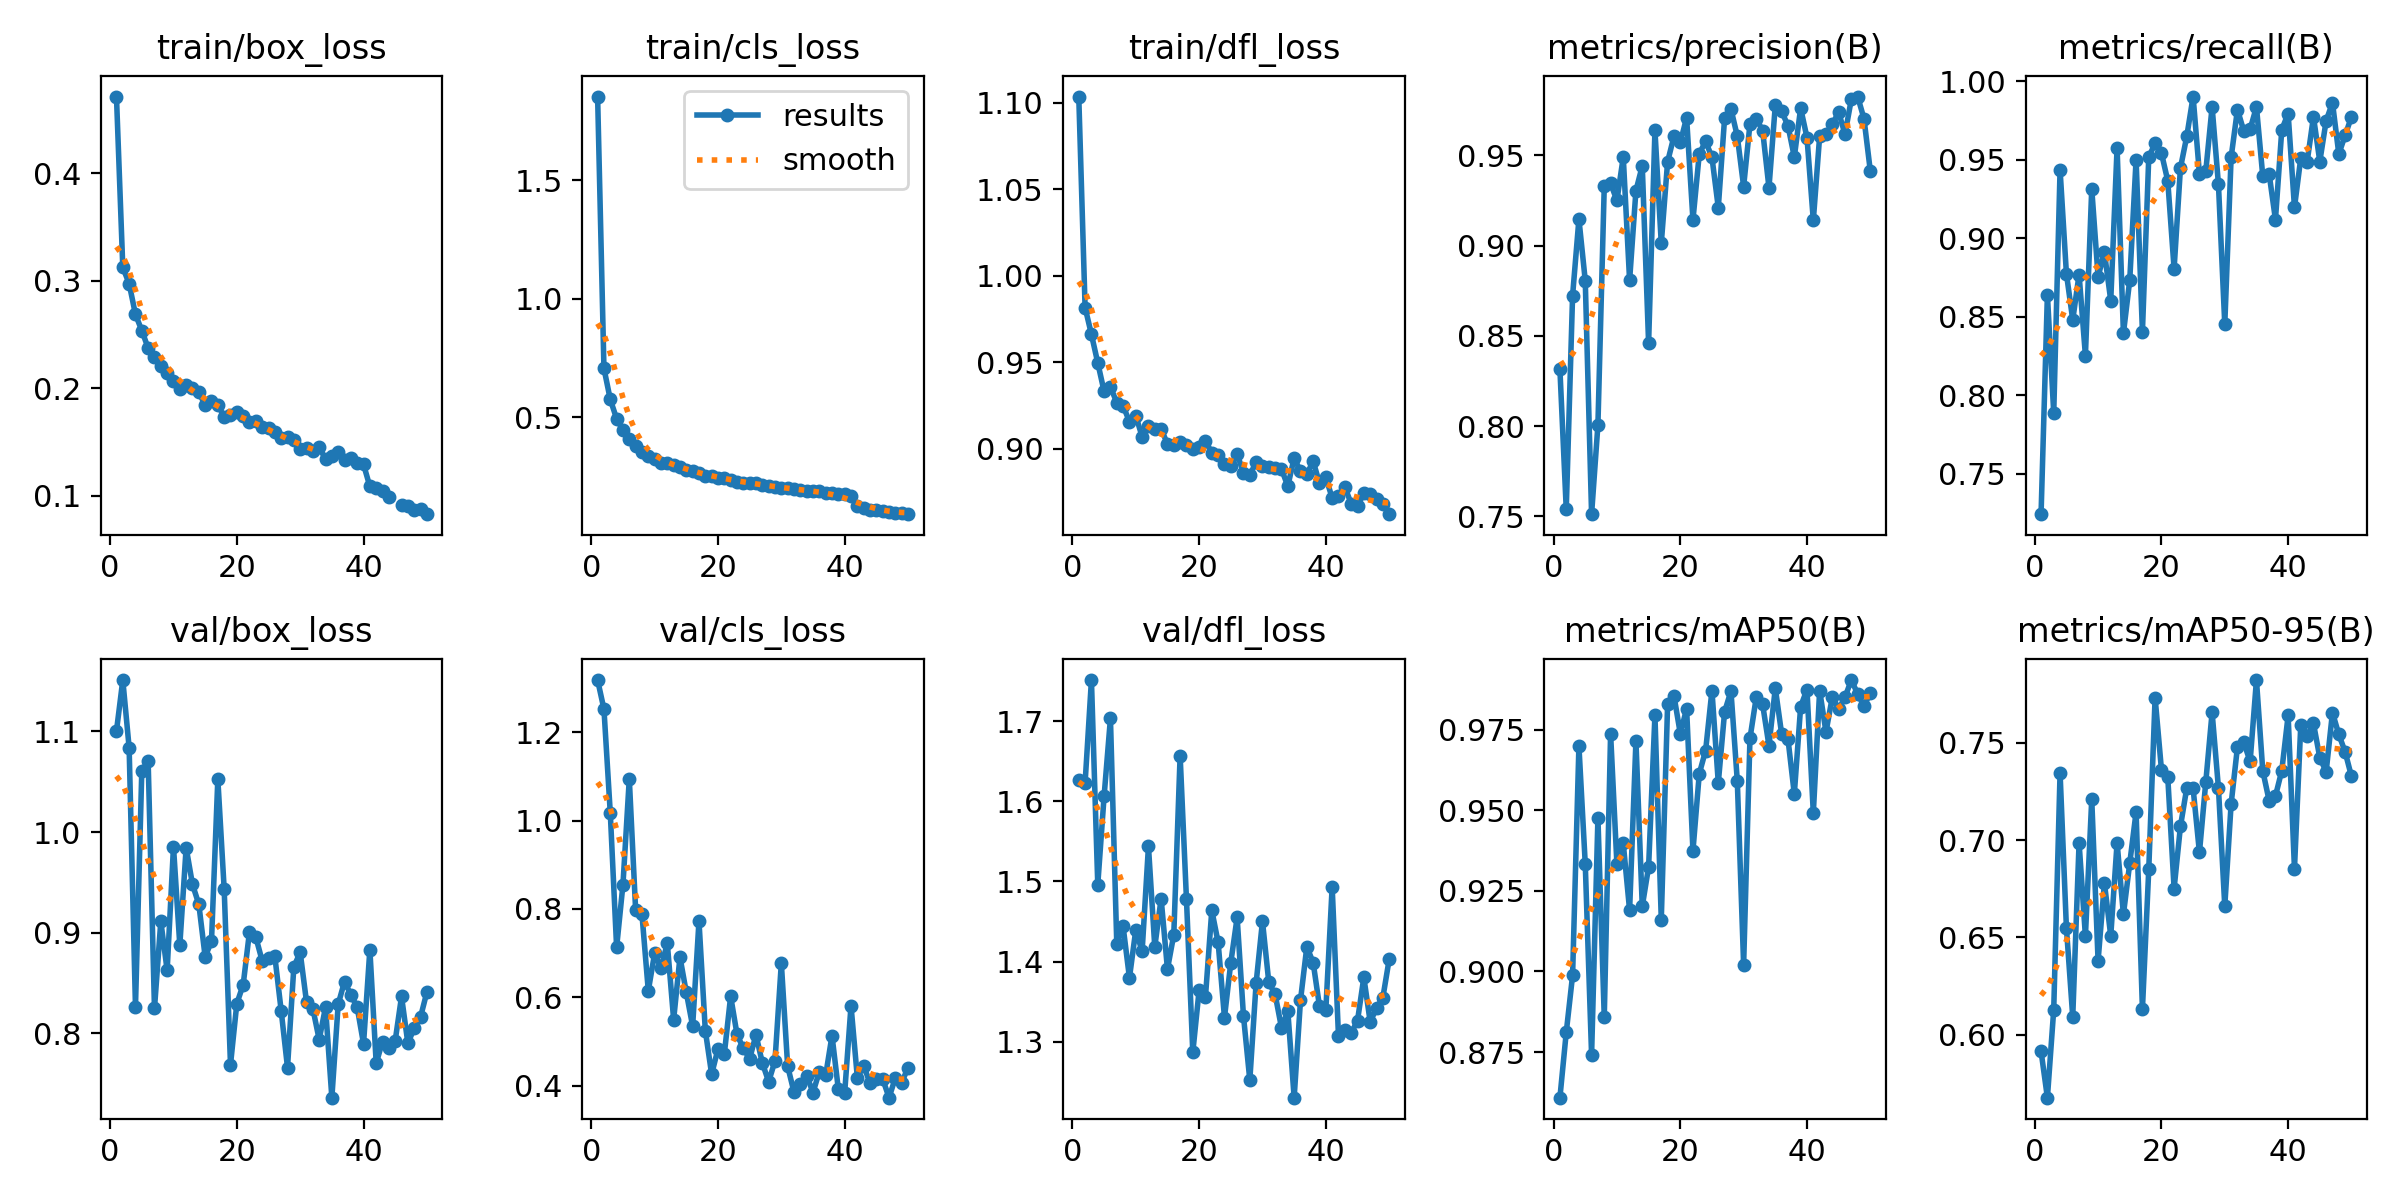 train/box_loss
0.4
0.3
0.2
0.1
0 20 40
train/cls_loss
results
smooth
1.5
1.0
0.5
0 20 40
train/dfl_loss
1.10
1.05
1.00
0.95
0.90
0 20 40
metrics/precision(B)
0.95
0.90
0.85
0.80
0.75
0 20 40
metrics/recall(B)
1.00
0.95
0.90
0.85
0.80
0.75
0 20 40
val/box_loss
1.1
1.0
0.9
0.8
0 20 40
val/cls_loss
1.2
1.0
0.8
0.6
0.4
0 20 40
val/dfl_loss
1.7
1.6
1.5
1.4
1.3
0 20 40
metrics/mAP50(B)
0.975
0.950
0.925
0.900
0.875
0 20 40
metrics/mAP50-95(B)
0.75
0.70
0.65
0.60
0 20 40